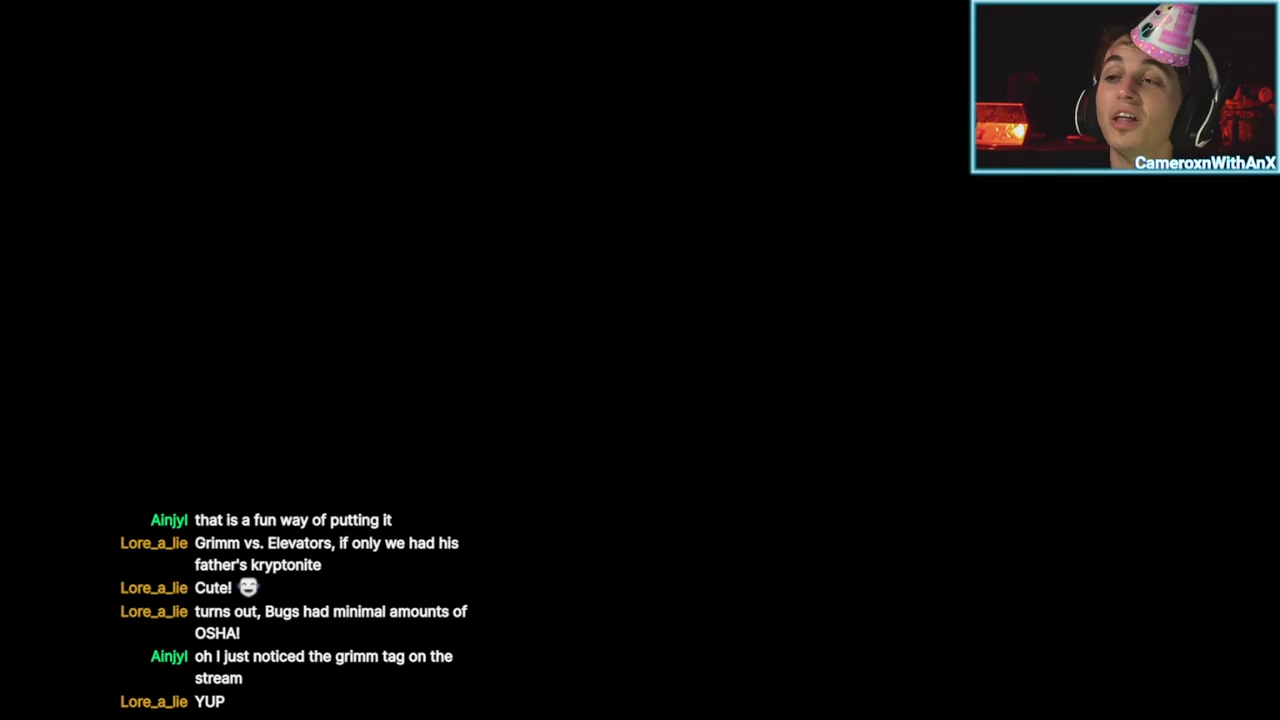 CameroxnWithAnX
Ainjyl that is a fun way of putting it
Lore_a_lie Grimm vs. Elevators, if only we had his
father's kryptonite
Lore_a_lie Cute!
Lore_a_lie turns out, Bugs had minimal amounts of
OSHA!
Ainjyl oh I just noticed the grimm tag on the
stream
Lore_a_lie YUP